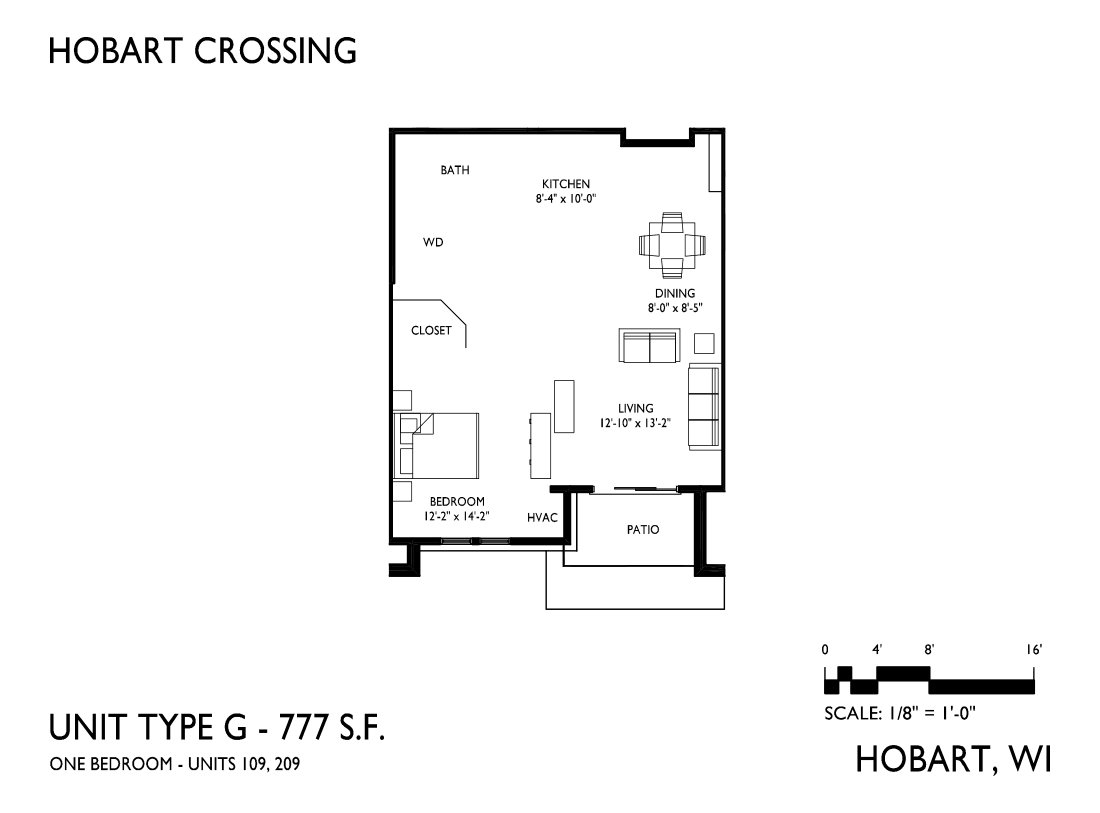 HOBART CROSSING
BATH
KITCHEN
8'-4" x 10'-0"
WD
DINING
8'-0" x 8'-5"
CLOSET
LIVING
12'-10" x 13'-2"
BEDROOM
12'-2" x 14'-2"
HVAC
PATIO
0 4' 8' 16'
SCALE: 1/8" = 1'-0"
UNIT TYPE G - 777 S.F.
ONE BEDROOM - UNITS 109, 209
HOBART, WI